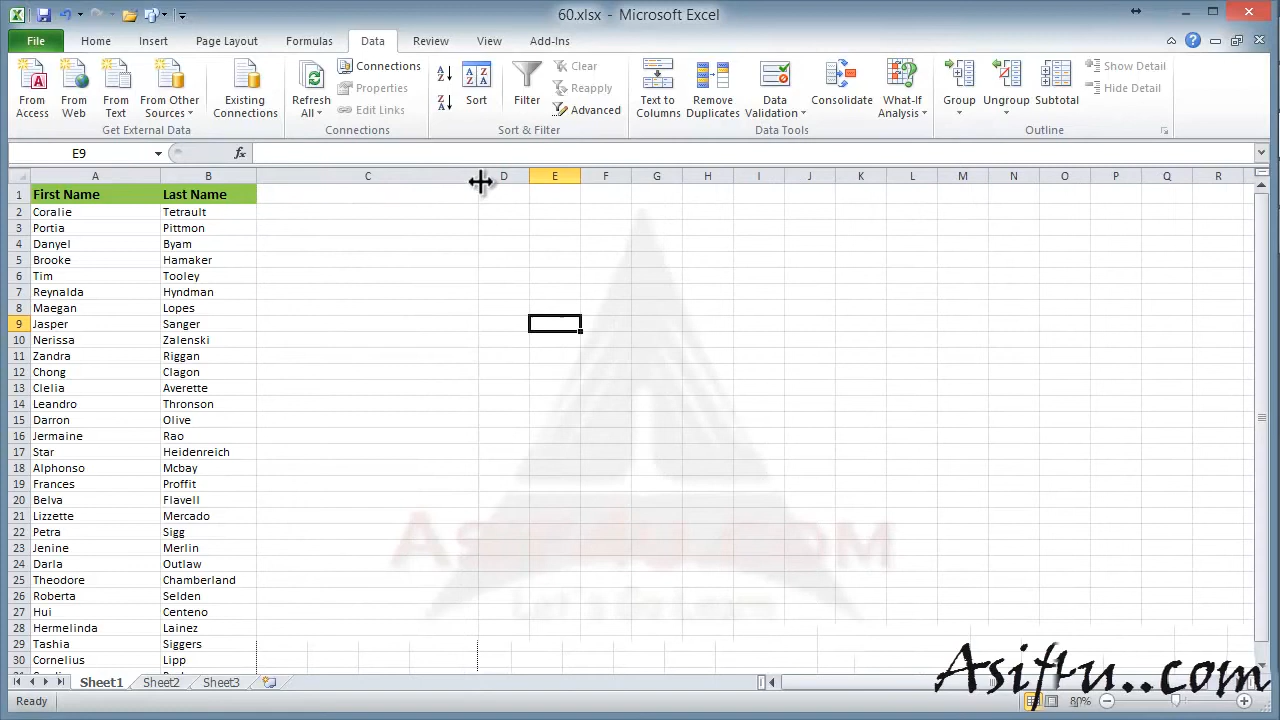 60.xlsx - Microsoft Excel
File Home Insert Page Layout Formulas Data Review View Add-Ins
From Access
From Web
From Text
From Other Sources
Existing Connections
Get External Data
Refresh All
Connections
Properties
Edit Links
Connections
Sort
Filter
Clear
Reapply
Advanced
Sort & Filter
Text to Columns
Remove Duplicates
Data Validation
Consolidate
What-If Analysis
Data Tools
Group
Ungroup
Subtotal
Show Detail
Hide Detail
Outline
E9 fx
A B C D E F G H I J K L M N O P Q R
1 First Name Last Name
2 Coralie Tetrault
3 Portia Pittmon
4 Danyel Byam
5 Brooke Hamaker
6 Tim Tooley
7 Reynalda Hyndman
8 Maegan Lopes
9 Jasper Sanger
10 Nerissa Zalenski
11 Zandra Riggan
12 Chong Clagon
13 Clelia Averette
14 Leandro Thronson
15 Darron Olive
16 Jermaine Rao
17 Star Heidenreich
18 Alphonso Mcbay
19 Frances Proffit
20 Belva Flavell
21 Lizzette Mercado
22 Petra Sigg
23 Jenine Merlin
24 Darla Outlaw
25 Theodore Chamberland
26 Roberta Selden
27 Hui Centeno
28 Hermelinda Lainez
29 Tashia Siggers
30 Cornelius Lipp
Asif4u.com
Let's Go Learn
Asif4u..com
Sheet1 Sheet2 Sheet3
Ready 80%